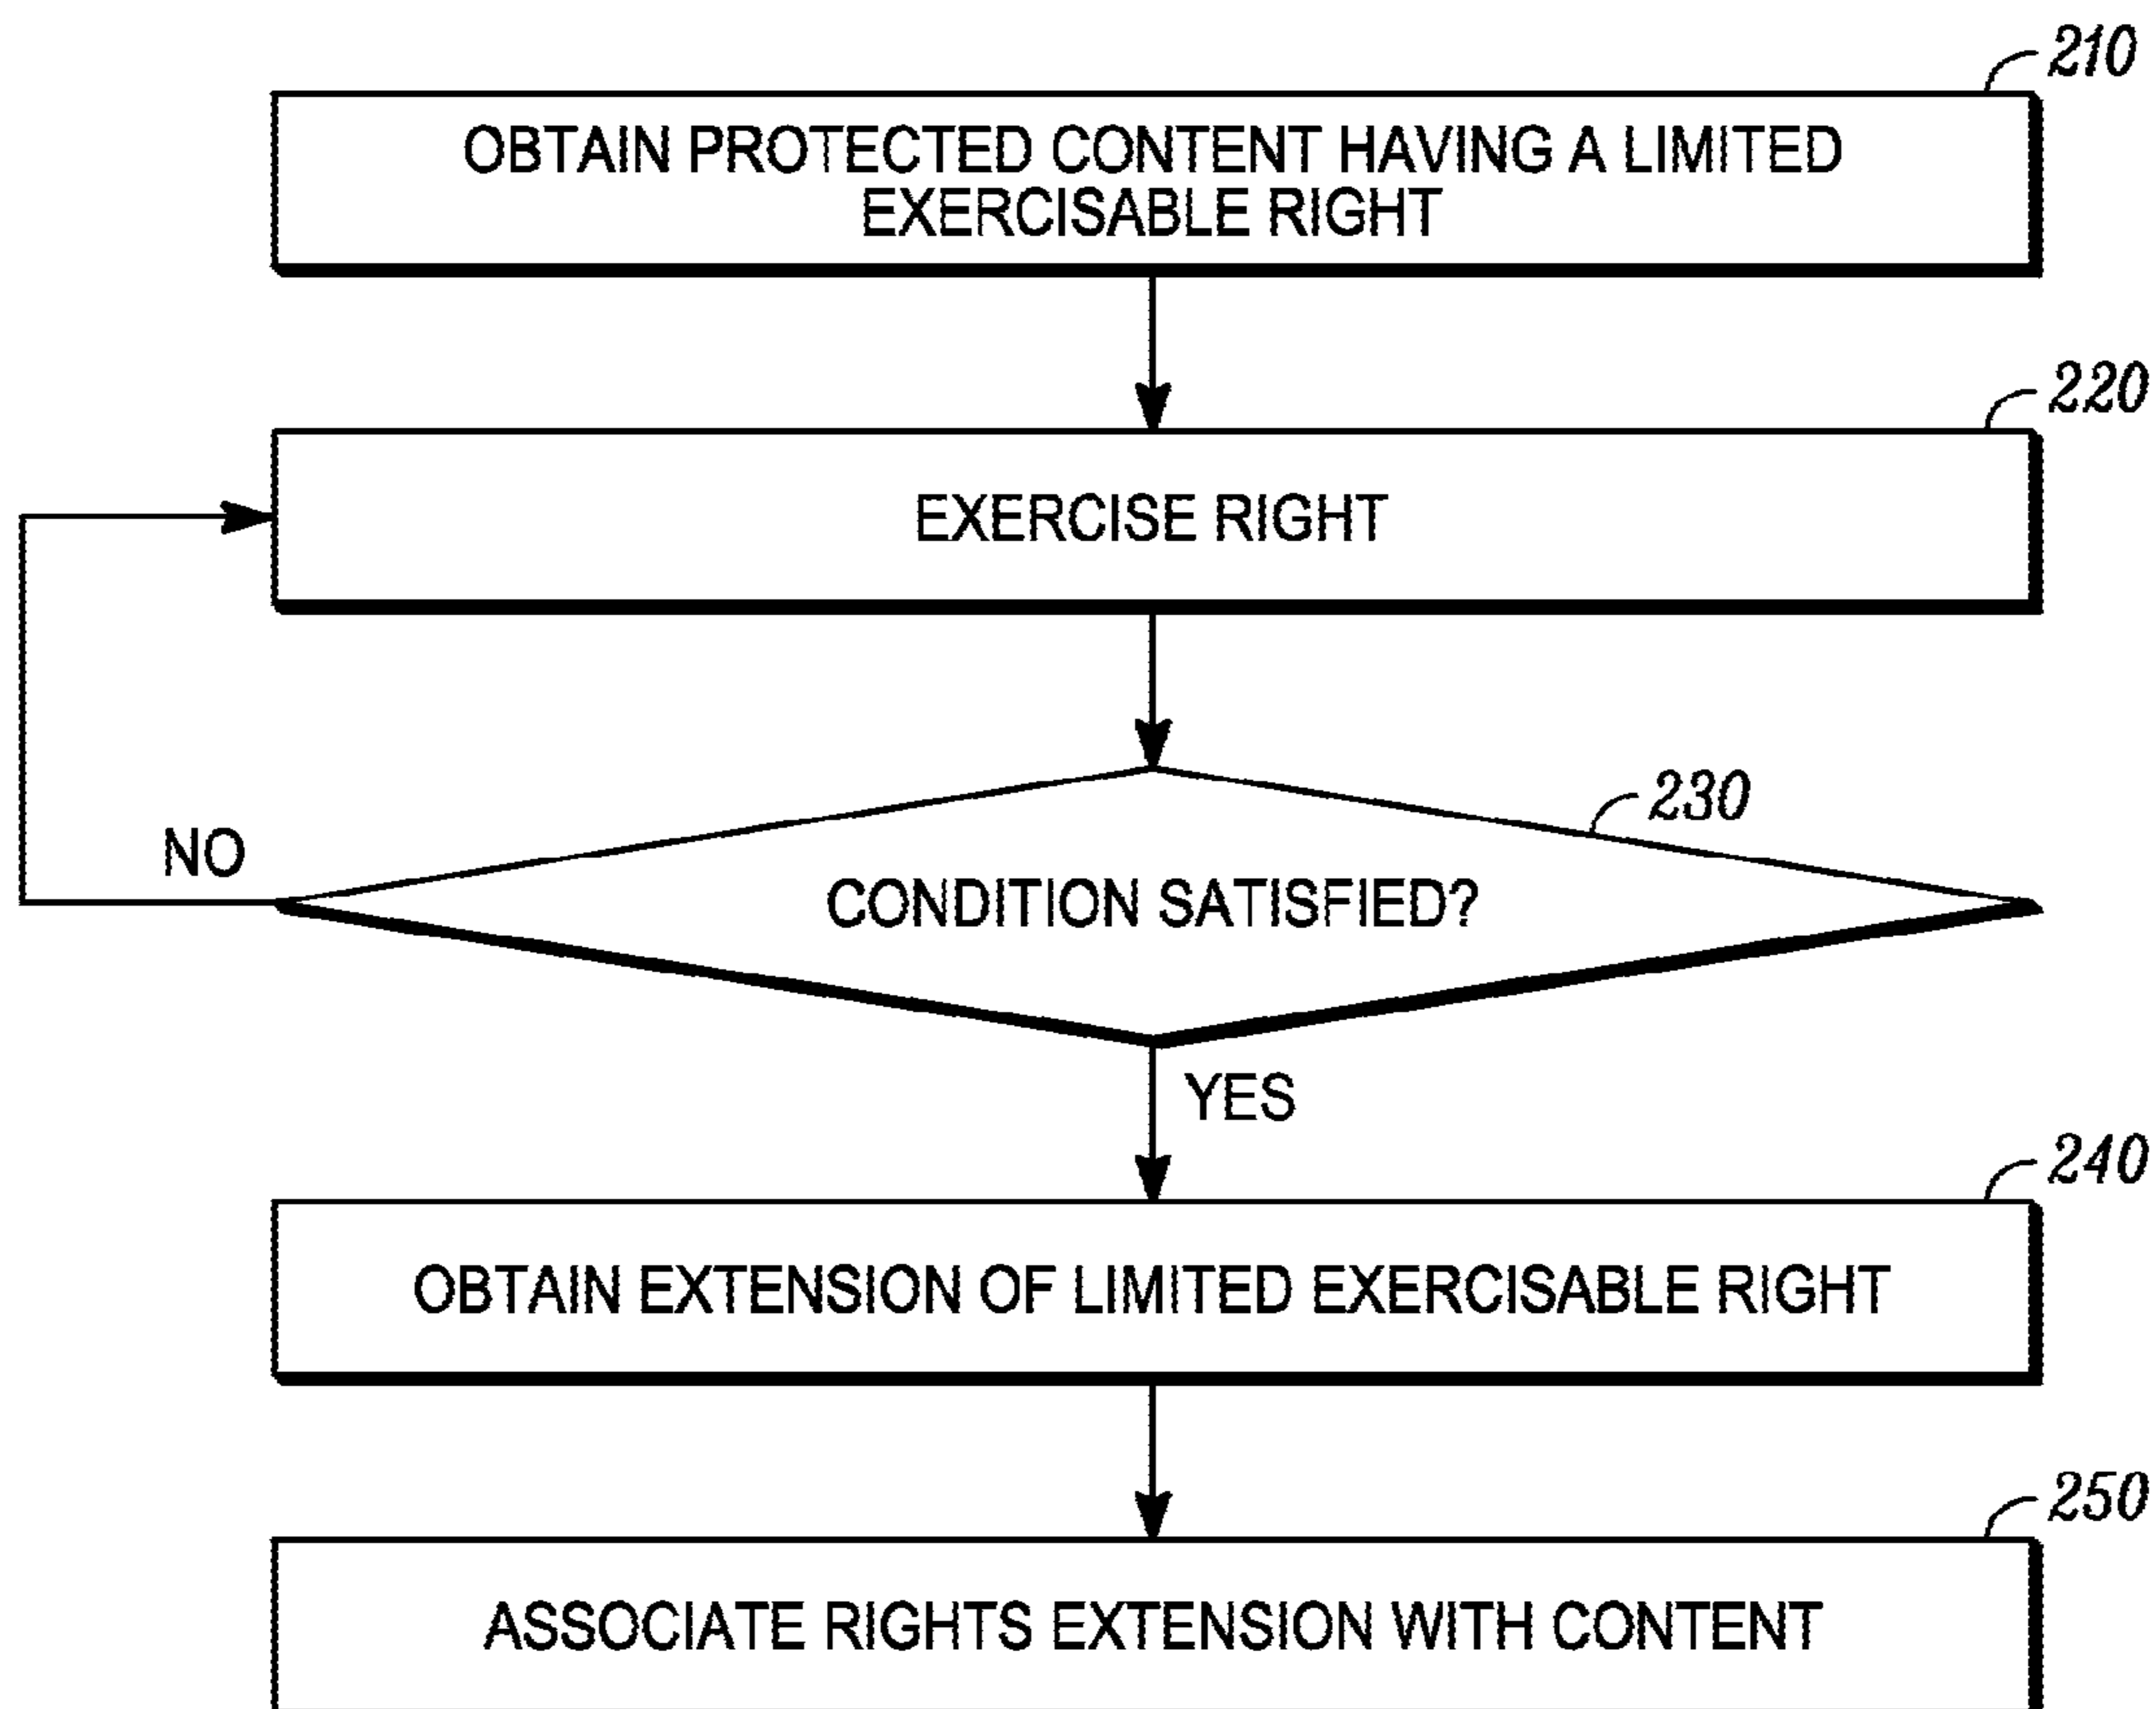 210
OBTAIN PROTECTED CONTENT HAVING A LIMITED
EXERCISABLE RIGHT
220
EXERCISE RIGHT
230
NO
CONDITION SATISFIED?
YES
240
OBTAIN EXTENSION OF LIMITED EXERCISABLE RIGHT
250
ASSOCIATE RIGHTS EXTENSION WITH CONTENT